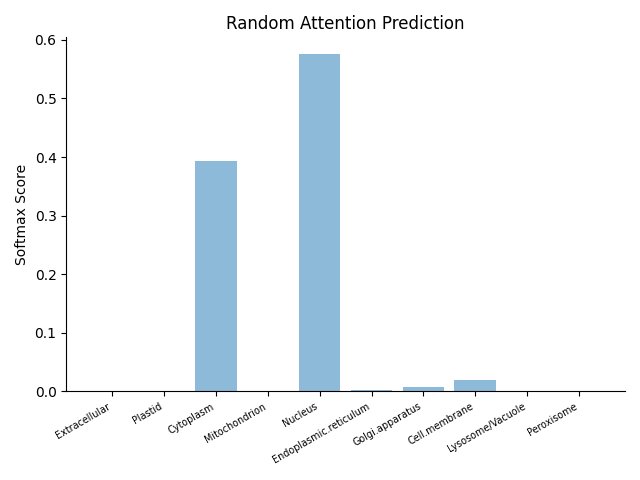 Random Attention Prediction
Softmax Score
0.6
0.5
0.4
0.3
0.2
0.1
0.0
Extracellular
Plastid
Cytoplasm
Mitochondrion
Nucleus
Endoplasmic.reticulum
Golgi.apparatus
Cell.membrane
Lysosome/Vacuole
Peroxisome